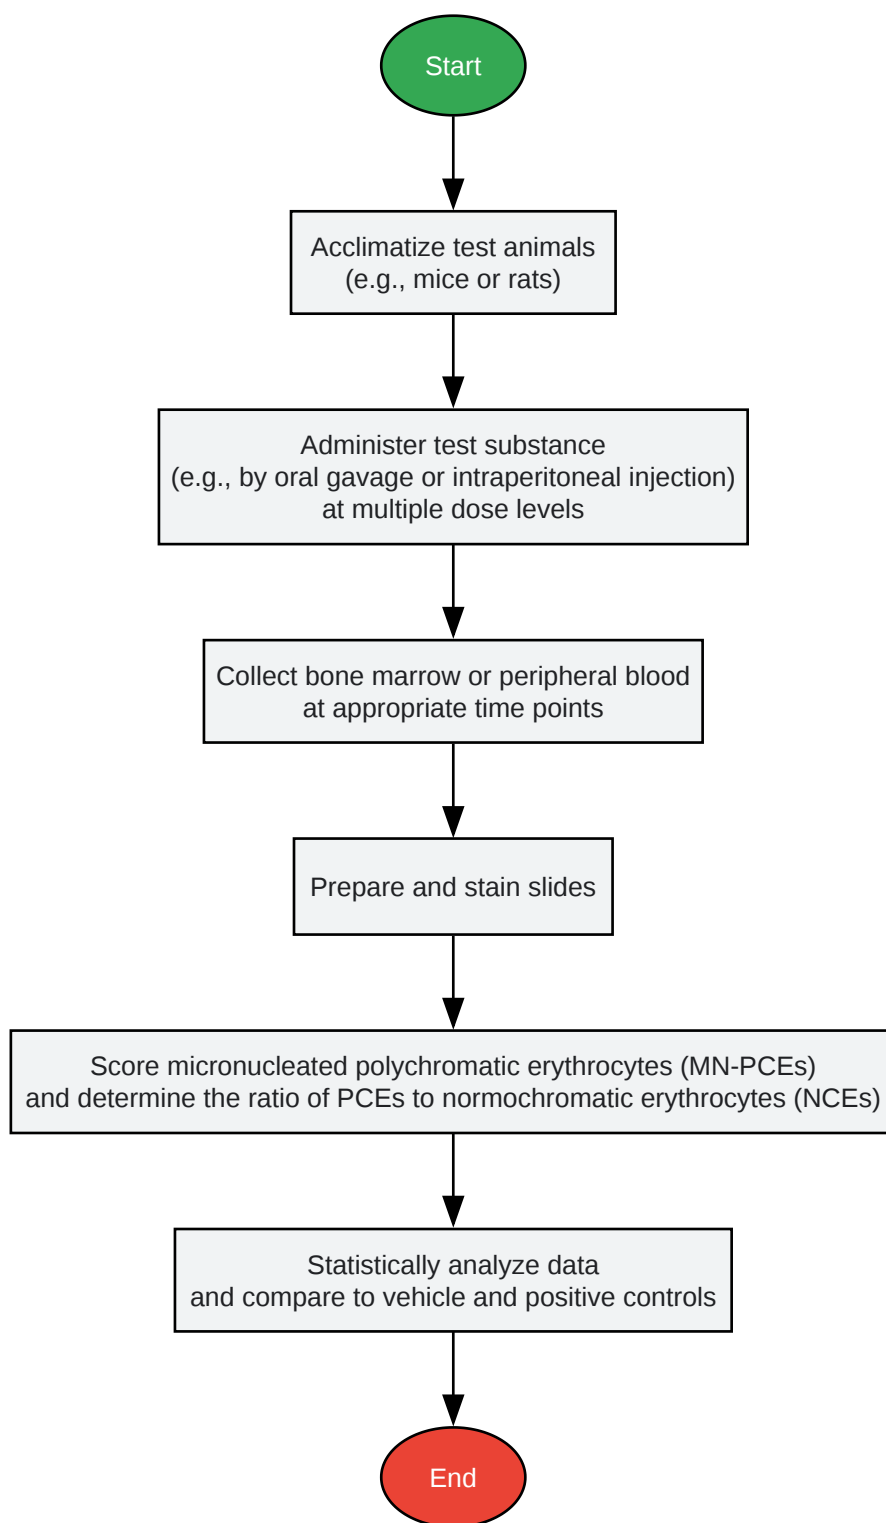 Start
Acclimatize test animals
(e.g., mice or rats)
Administer test substance
(e.g., by oral gavage or intraperitoneal injection)
at multiple dose levels
Collect bone marrow or peripheral blood
at appropriate time points
Prepare and stain slides
Score micronucleated polychromatic erythrocytes (MN-PCEs)
and determine the ratio of PCEs to normochromatic erythrocytes (NCEs)
Statistically analyze data
and compare to vehicle and positive controls
End